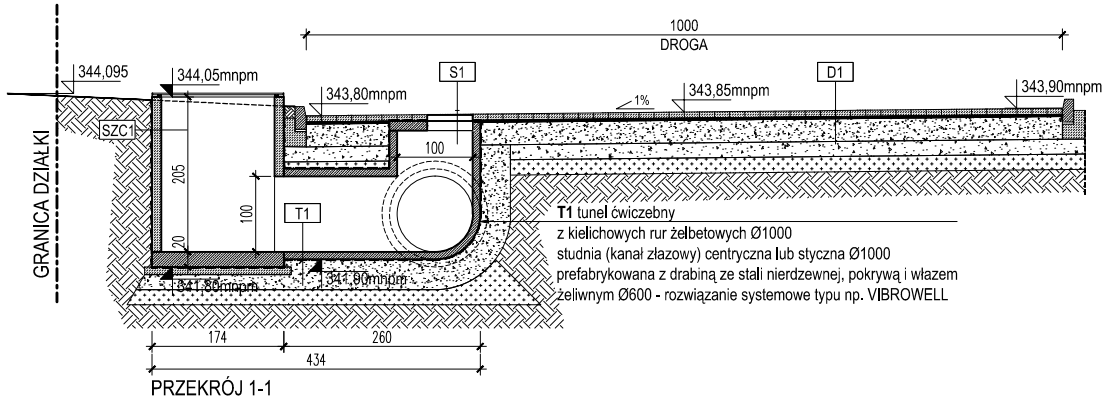 1000
DROGA
344,095
344,05mnpm
S1
D1
343,80mnpm
1%
343,85mnpm
343,90mnpm
SZC1
GRANICA DZIAŁKI
205
100
100
20
T1
T1 tunel ćwiczebny
z kielichowych rur żelbetowych Ø1000
studnia (kanał złazowy) centryczna lub styczna Ø1000
prefabrykowana z drabiną ze stali nierdzewnej, pokrywą i włazem
żeliwnym Ø600 - rozwiązanie systemowe typu np. VIBROWELL
341,80mnpm
341,90mnpm
174
260
434
PRZEKRÓJ 1-1